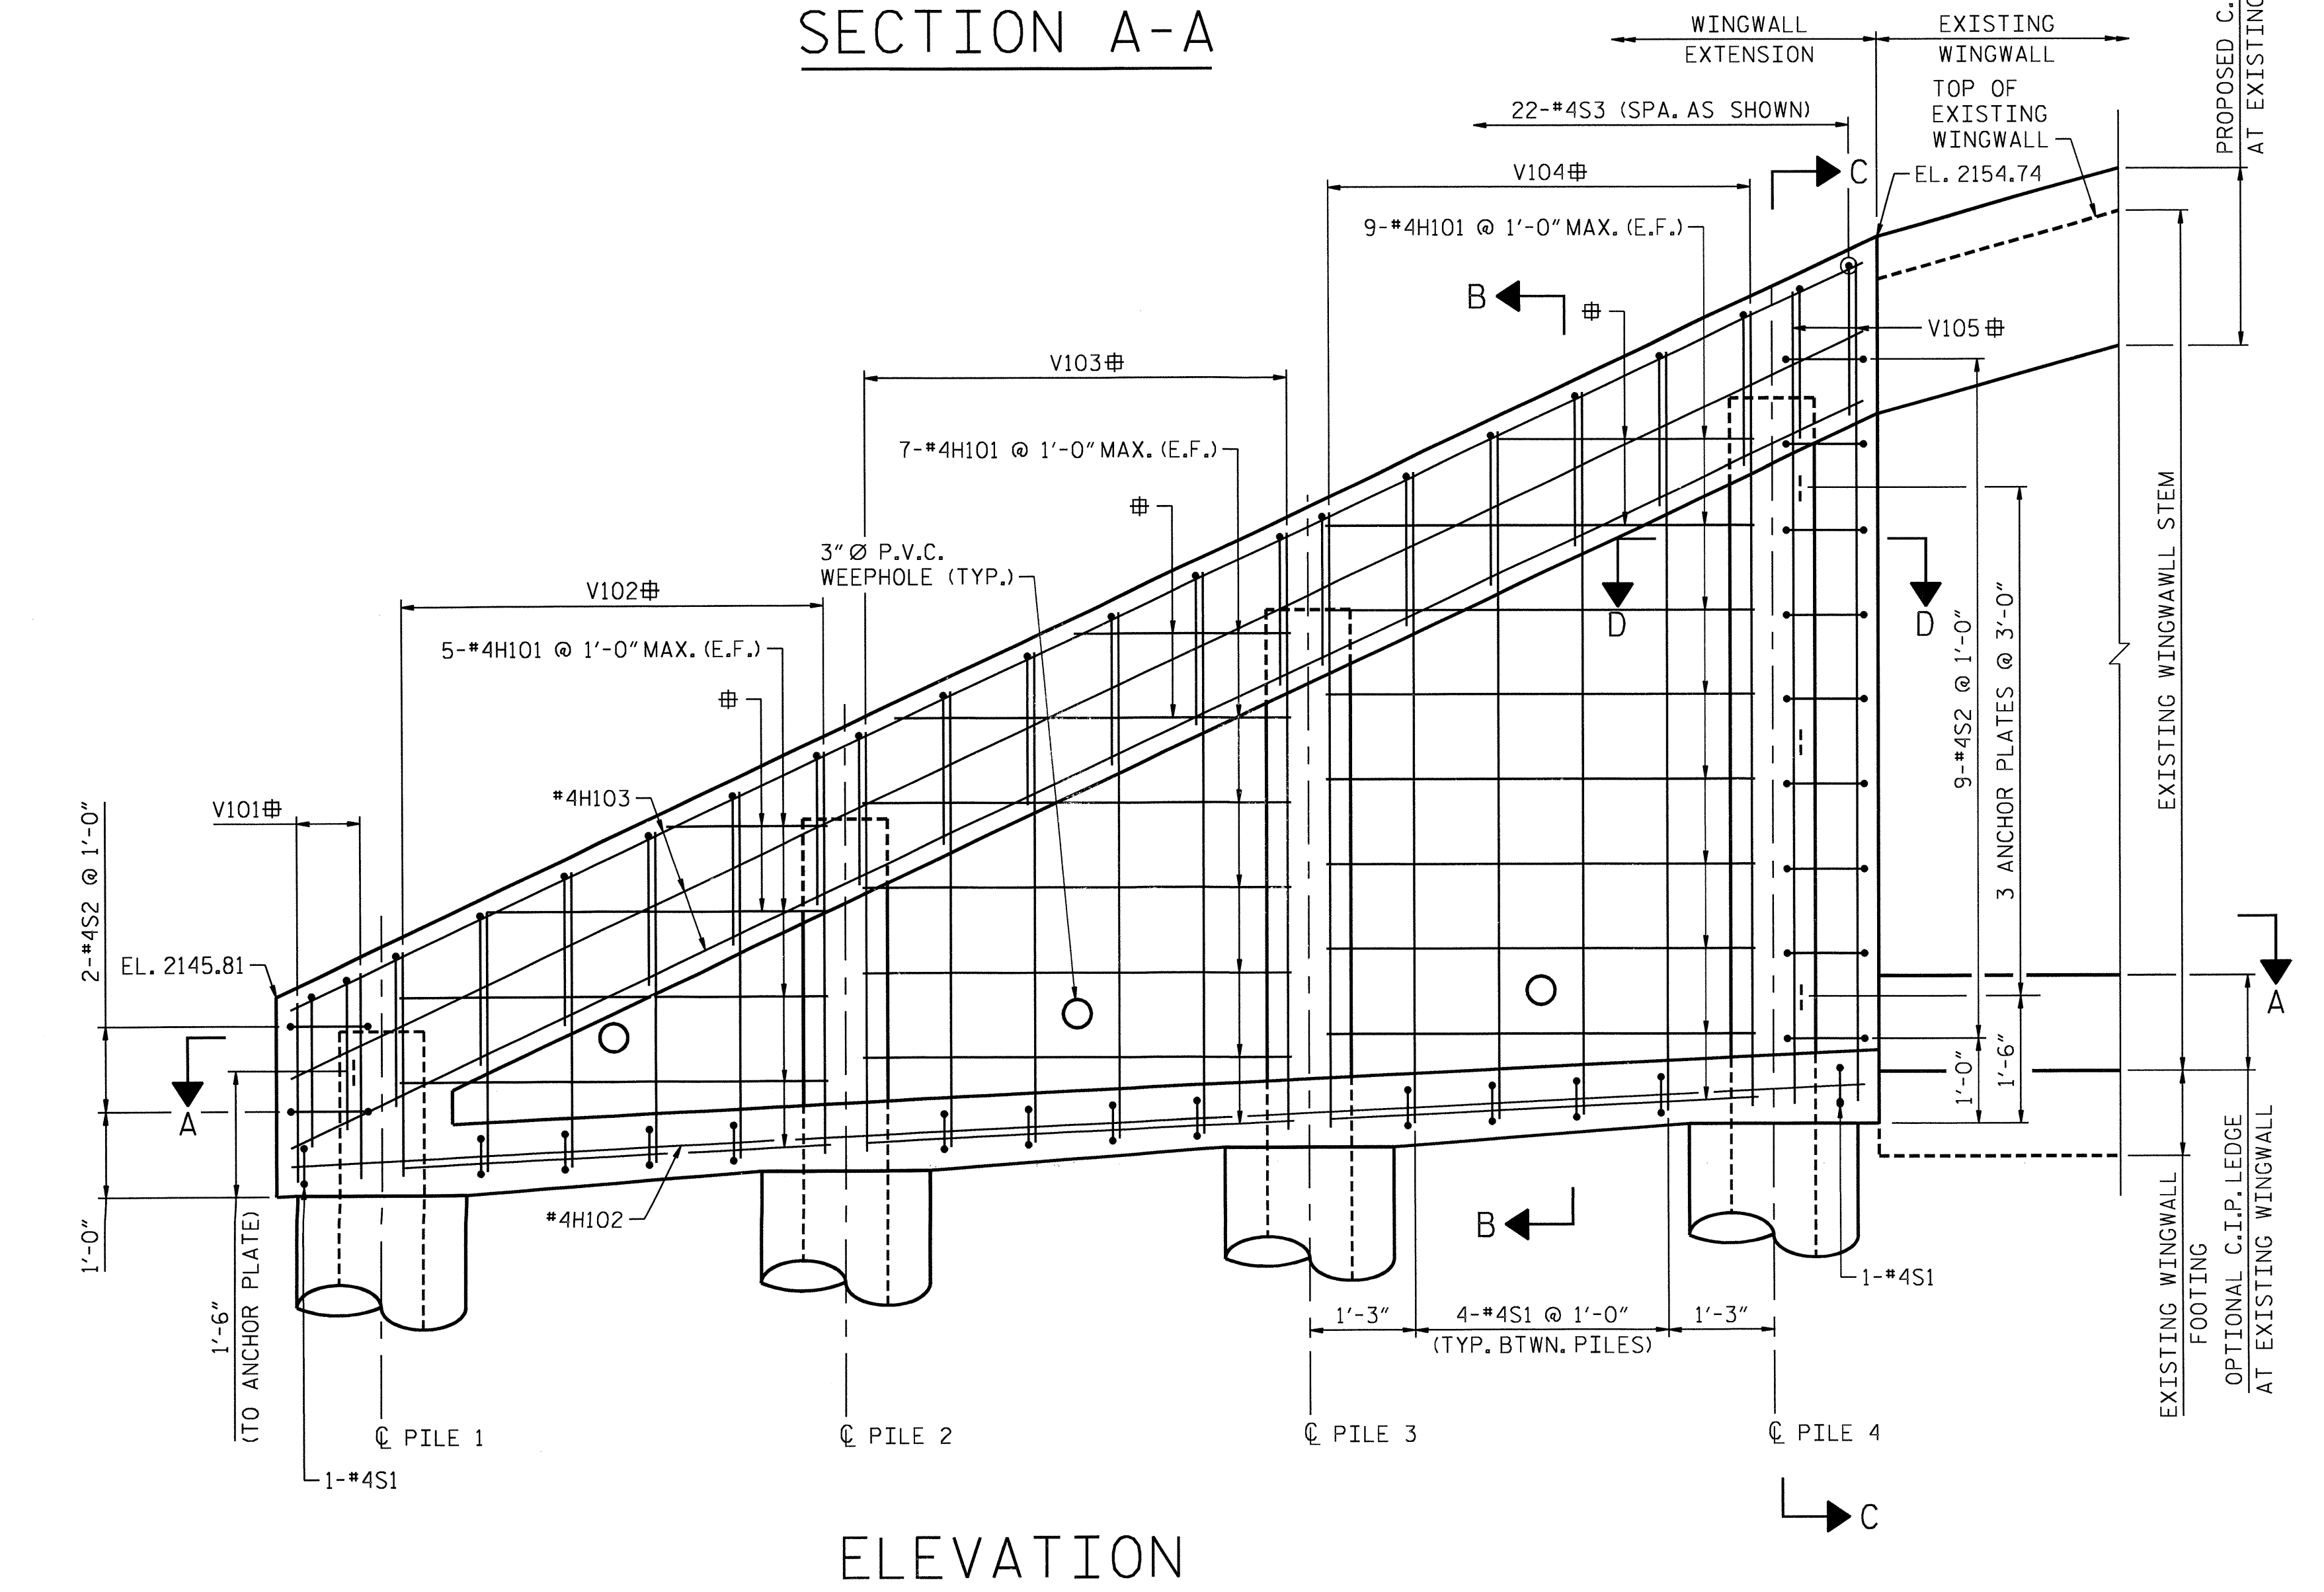 SECTION A-A
WINGWALL
EXTENSION
EXISTING
WINGWALL
PROPOSED C.
AT EXISTING
22-#4S3 (SPA. AS SHOWN)
TOP OF
EXISTING
WINGWALL
V104⌗
C
EL. 2154.74
9-#4H101 @ 1'-0" MAX. (E.F.)
B
⌗
V105⌗
V103⌗
7-#4H101 @ 1'-0" MAX. (E.F.)
⌗
3" Ø P.V.C.
WEEPHOLE (TYP.)
V102⌗
5-#4H101 @ 1'-0" MAX. (E.F.)
⌗
D
D
9-#4S2 @ 1'-0"
3 ANCHOR PLATES @ 3'-0"
EXISTING WINGWALL STEM
#4H103
V101⌗
2-#4S2 @ 1'-0"
EL. 2145.81
A
A
1'-0"
1'-6"
#4H102
B
1'-0"
1'-6"
(TO ANCHOR PLATE)
1-#4S1
1'-3"
4-#4S1 @ 1'-0"
(TYP. BTWN. PILES)
1'-3"
EXISTING WINGWALL
FOOTING
OPTIONAL C.I.P. LEDGE
AT EXISTING WINGWALL
℄ PILE 1
℄ PILE 2
℄ PILE 3
℄ PILE 4
1-#4S1
C
ELEVATION